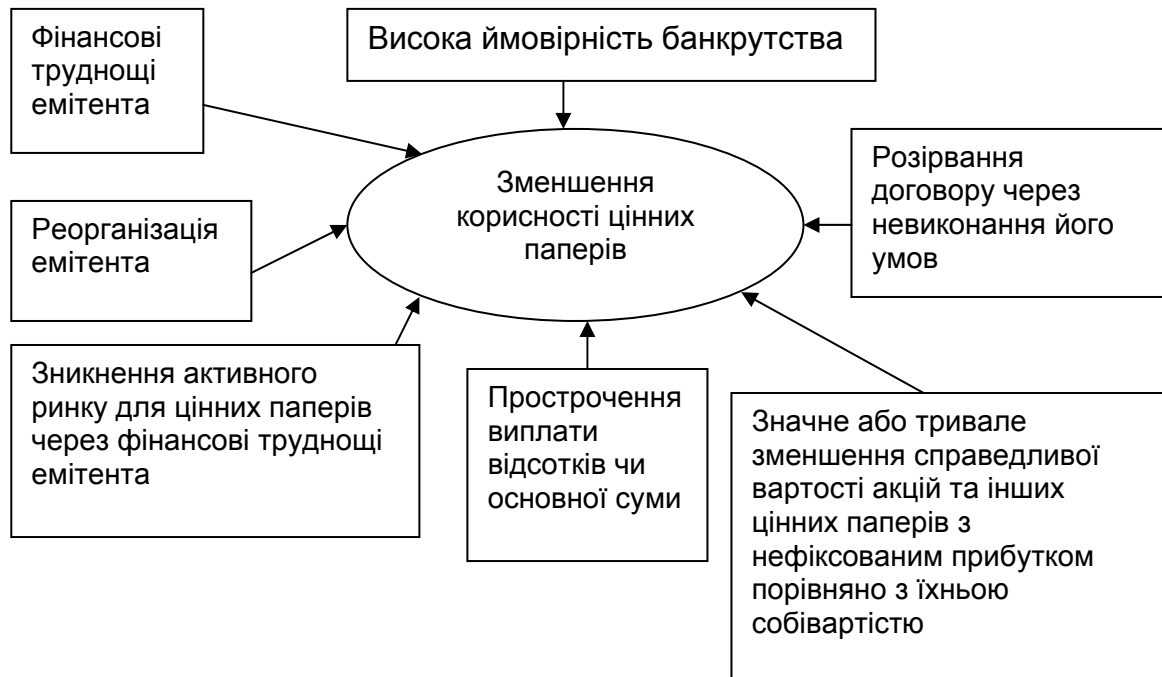 Фінансові
труднощі
емітента
Висока ймовірність банкрутства
Зменшення
корисності цінних
паперів
Розірвання
договору через
невиконання його
умов
Реорганізація
емітента
Зникнення активного
ринку для цінних паперів
через фінансові труднощі
емітента
Прострочення
виплати
відсотків чи
основної суми
Значне або тривале
зменшення справедливої
вартості акцій та інших
цінних паперів з
нефіксованим прибутком
порівняно з їхньою
собівартістю